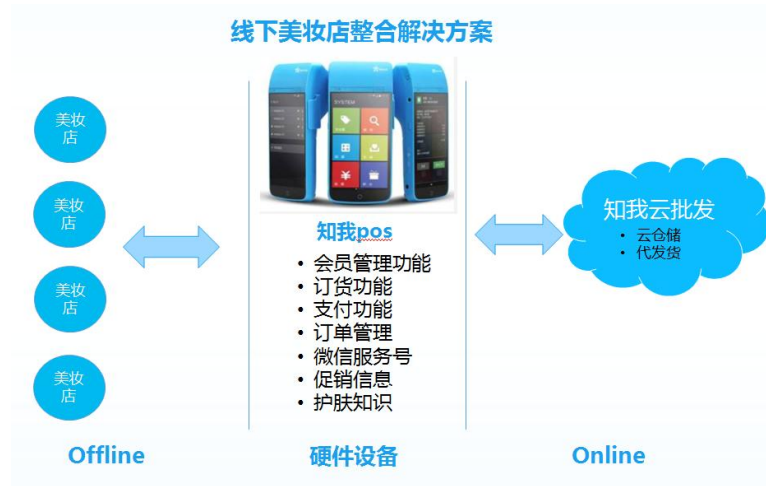 线下美妆店整合解决方案
美妆
店
美妆
店
美妆
店
美妆
店
SYSTEM
知我pos
• 会员管理功能
• 订货功能
• 支付功能
• 订单管理
• 微信服务号
• 促销信息
• 护肤知识
知我云批发
• 云仓储
• 代发货
Offline
硬件设备
Online